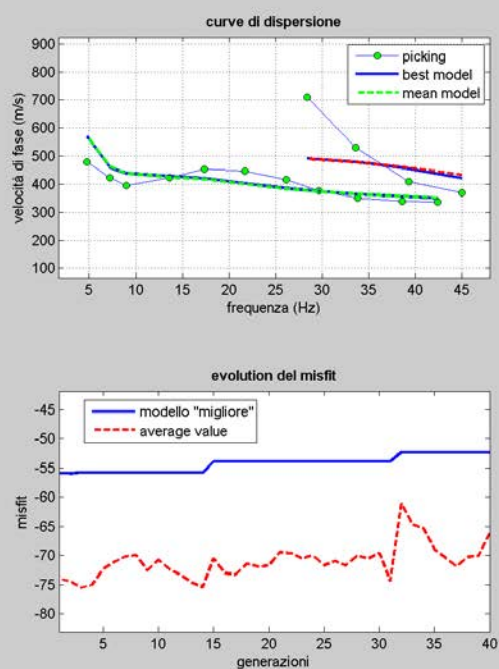 curve di dispersione
velocità di fase (m/s)
900
800
700
600
500
400
300
200
100
picking
best model
mean model
5 10 15 20 25 30 35 40 45
frequenza (Hz)
evolution del misfit
misfit
-45
-50
-55
-60
-65
-70
-75
-80
modello "migliore"
average value
5 10 15 20 25 30 35 40
generazioni